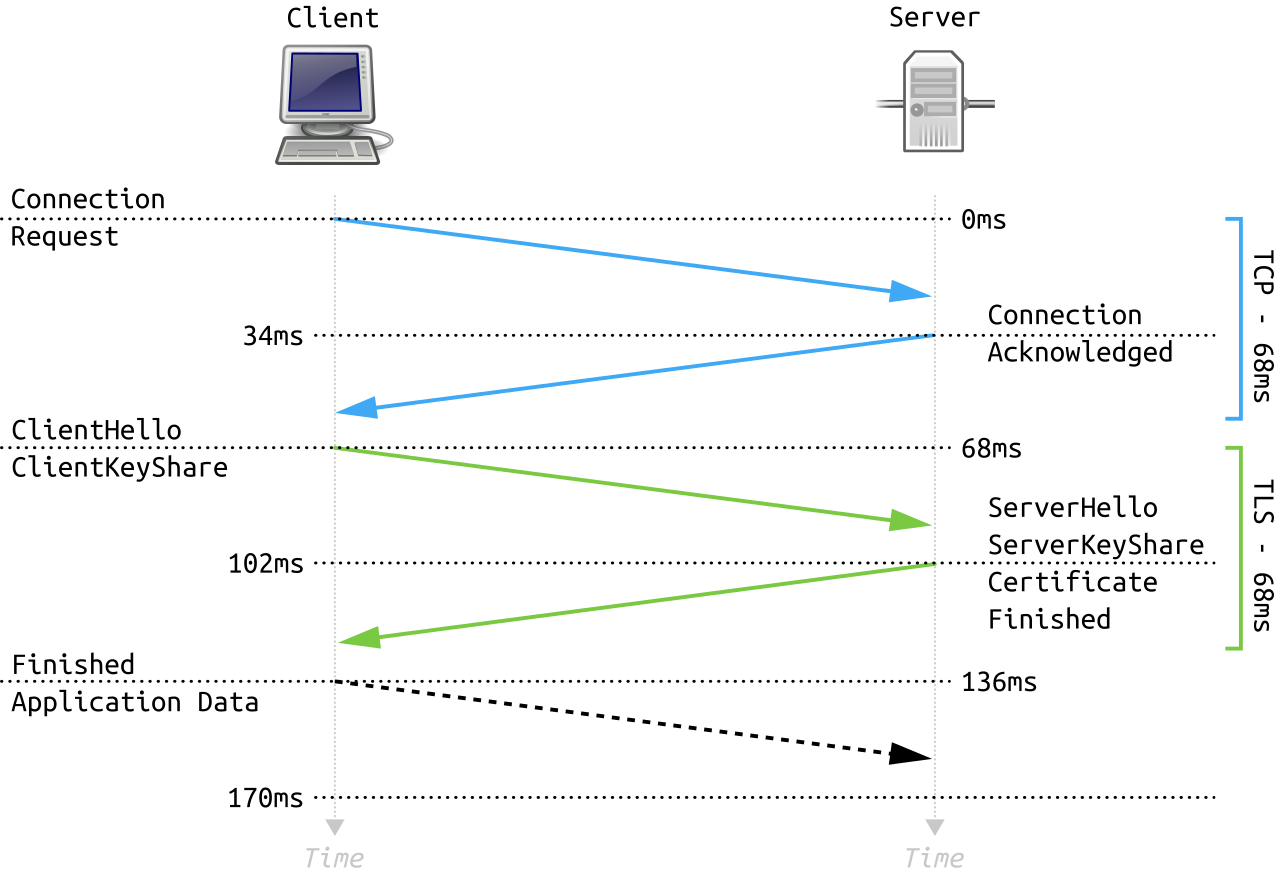 Client
Server
Connection
Request
0ms
34ms
Connection
Acknowledged
TCP - 68ms
ClientHello
ClientKeyShare
68ms
102ms
ServerHello
ServerKeyShare
Certificate
Finished
TLS - 68ms
Finished
Application Data
136ms
170ms
Time
Time